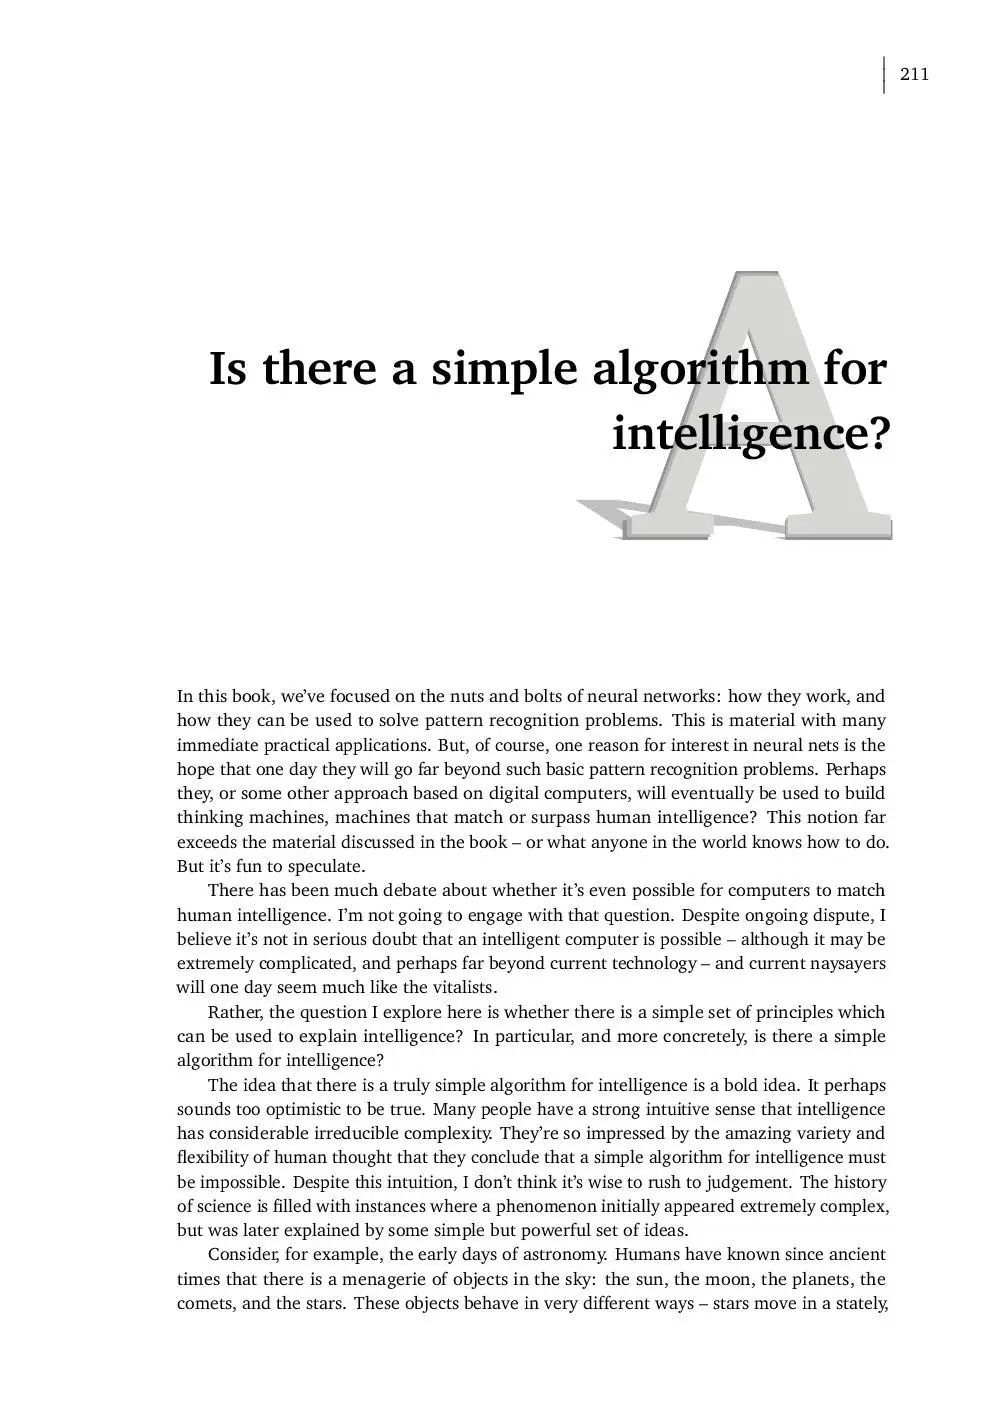 211
A
Is there a simple algorithm for
intelligence?
In this book, we’ve focused on the nuts and bolts of neural networks: how they work, and
how they can be used to solve pattern recognition problems. This is material with many
immediate practical applications. But, of course, one reason for interest in neural nets is the
hope that one day they will go far beyond such basic pattern recognition problems. Perhaps
they, or some other approach based on digital computers, will eventually be used to build
thinking machines, machines that match or surpass human intelligence? This notion far
exceeds the material discussed in the book – or what anyone in the world knows how to do.
But it’s fun to speculate.
There has been much debate about whether it’s even possible for computers to match
human intelligence. I’m not going to engage with that question. Despite ongoing dispute, I
believe it’s not in serious doubt that an intelligent computer is possible – although it may be
extremely complicated, and perhaps far beyond current technology – and current naysayers
will one day seem much like the vitalists.
Rather, the question I explore here is whether there is a simple set of principles which
can be used to explain intelligence? In particular, and more concretely, is there a simple
algorithm for intelligence?
The idea that there is a truly simple algorithm for intelligence is a bold idea. It perhaps
sounds too optimistic to be true. Many people have a strong intuitive sense that intelligence
has considerable irreducible complexity. They’re so impressed by the amazing variety and
flexibility of human thought that they conclude that a simple algorithm for intelligence must
be impossible. Despite this intuition, I don’t think it’s wise to rush to judgement. The history
of science is filled with instances where a phenomenon initially appeared extremely complex,
but was later explained by some simple but powerful set of ideas.
Consider, for example, the early days of astronomy. Humans have known since ancient
times that there is a menagerie of objects in the sky: the sun, the moon, the planets, the
comets, and the stars. These objects behave in very different ways – stars move in a stately,